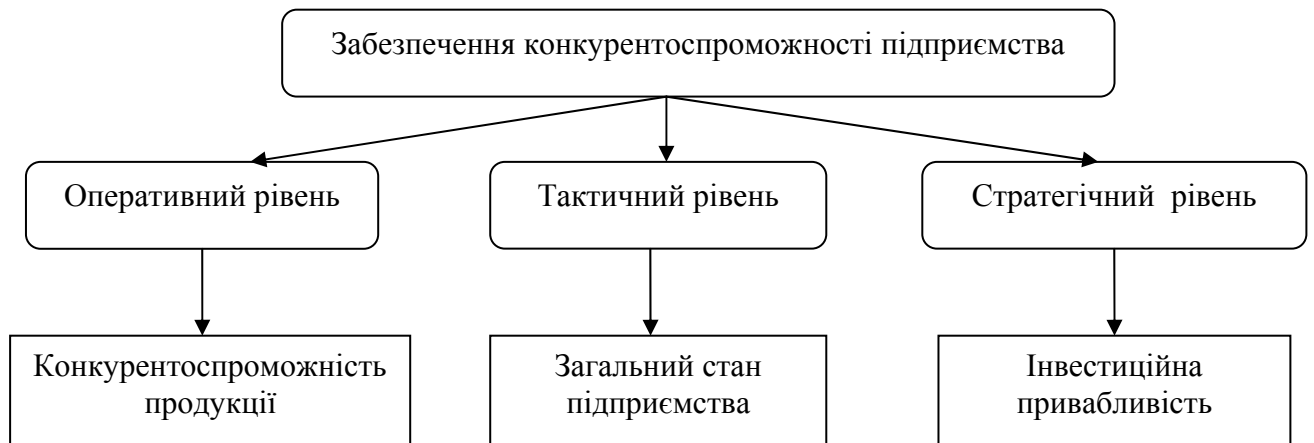 Забезпечення конкурентоспроможності підприємства
Оперативний рівень
Тактичний рівень
Стратегічний рівень
Конкурентоспроможність
продукції
Загальний стан
підприємства
Інвестиційна
привабливість